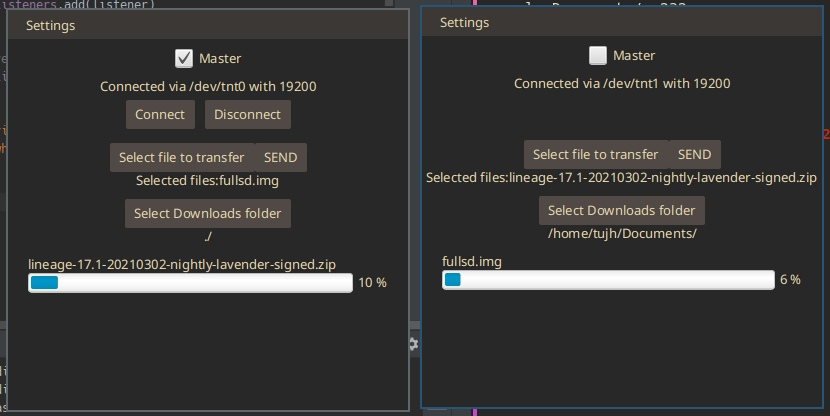 isteners.add(listener)
Settings
Master
Connected via /dev/tnt0 with 19200
Connect Disconnect
Select file to transfer SEND
Selected files:fullsd.img
Select Downloads folder
./
lineage-17.1-20210302-nightly-lavender-signed.zip
10 %
Settings
Master
Connected via /dev/tnt1 with 19200
Select file to transfer SEND
Selected files:lineage-17.1-20210302-nightly-lavender-signed.zip
Select Downloads folder
/home/tujh/Documents/
fullsd.img
6 %